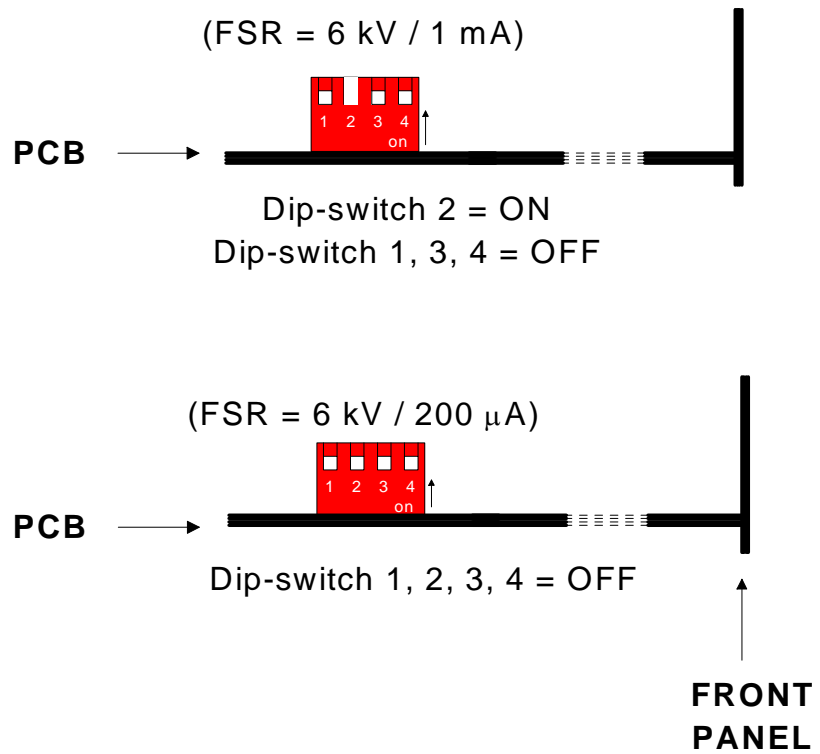 (FSR = 6 kV / 1 mA)
1 2 3 4
on
PCB
Dip-switch 2 = ON
Dip-switch 1, 3, 4 = OFF
(FSR = 6 kV / 200 μA)
1 2 3 4
on
PCB
Dip-switch 1, 2, 3, 4 = OFF
FRONT
PANEL